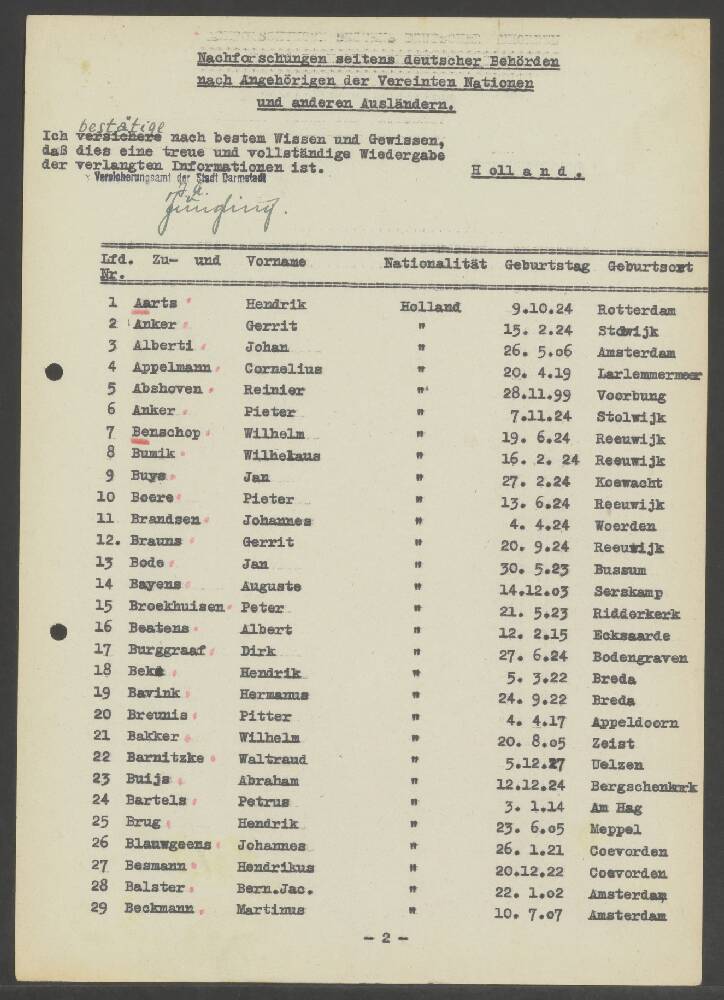 Nachforschungen seitens deutscher Behörden
nach Angehörigen der Vereinten Nationen
und anderen Ausländern.
bestätige
Ich versichere nach bestem Wissen und Gewissen,
daß dies eine treue und vollständige Wiedergabe
der verlangten Informationen ist.
Holland.
Versicherungsamt der Stadt Darmstadt
Lfd. Zu- und Vorname Nationalität Geburtstag Geburtsort
Nr.
1 Aarts Hendrik Holland 9.10.24 Rotterdam
2 Anker Gerrit " 15. 2.24 Stolwijk
3 Alberti Johan " 26. 5.06 Amsterdam
4 Appelmann Cornelius " 20. 4.19 Larlemmermeer
5 Abshoven Reinier " 28.11.99 Voorbung
6 Anker Pieter " 7.11.24 Stolwijk
7 Benschop Wilhelm " 19. 6.24 Reeuwijk
8 Bumik Wilhelmus " 16. 2. 24 Reeuwijk
9 Buys Jan " 27. 2.24 Koewacht
10 Boere Pieter " 13. 6.24 Reeuwijk
11 Brandsen Johannes " 4. 4.24 Woerden
12. Brauns Gerrit " 20. 9.24 Reeuwijk
13 Bode Jan " 30. 5.23 Bussum
14 Bayens Auguste " 14.12.03 Serskamp
15 Broekhuisen Peter " 21. 5.23 Ridderkerk
16 Beatens Albert " 12. 2.15 Ecksaarde
17 Burggraaf Dirk " 27. 6.24 Bodengraven
18 Hendrik " 5. 3.22 Breda
19 Bavink Hermanus " 24. 9.22 Breda
20 Breunis Pitter " 4. 4.17 Appeldoorn
21 Bakker Wilhelm " 20. 8.05 Zeist
22 Barnitzke Waltraud " 5.12.27 Uelzen
23 Buijs Abraham " 12.12.24 Bergschenkerk
24 Bartels Petrus " 3. 1.14 Am Hag
25 Brug Hendrik " 23. 6.05 Meppel
26 Blauwgeens Johannes " 26. 1.21 Coevorden
27 Besmann Hendrikus " 20.12.22 Coevorden
28 Balster Bern.Jac. " 22. 1.02 Amsterdam
29 Beckmann Martinus " 10. 7.07 Amsterdam
- 2 -